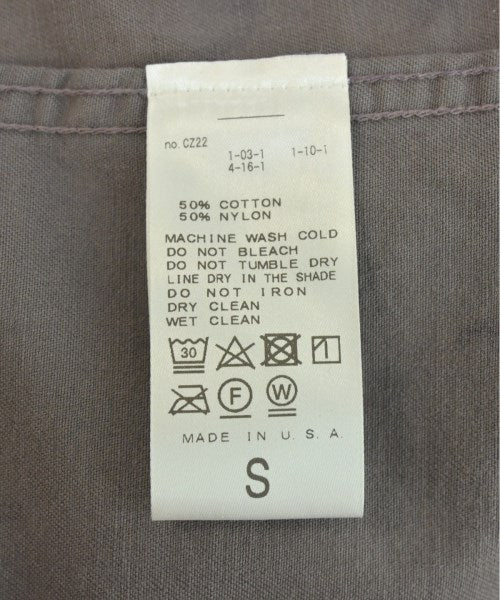 no. CZ22
1-03-1 1-10-1
4-16-1
50% COTTON
50% NYLON
MACHINE WASH COLD
DO NOT BLEACH
DO NOT TUMBLE DRY
LINE DRY IN THE SHADE
DO NOT IRON
DRY CLEAN
WET CLEAN
30
F W
MADE IN U.S.A.
S